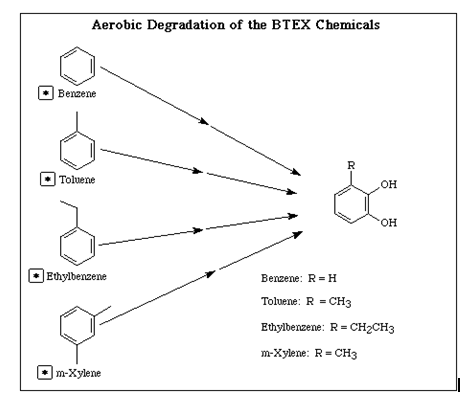 Aerobic Degradation of the BTEX Chemicals
* Benzene
* Toluene
* Ethylbenzene
* m-Xylene
R
OH
OH
Benzene: R = H
Toluene: R = CH3
Ethylbenzene: R = CH2CH3
m-Xylene: R = CH3